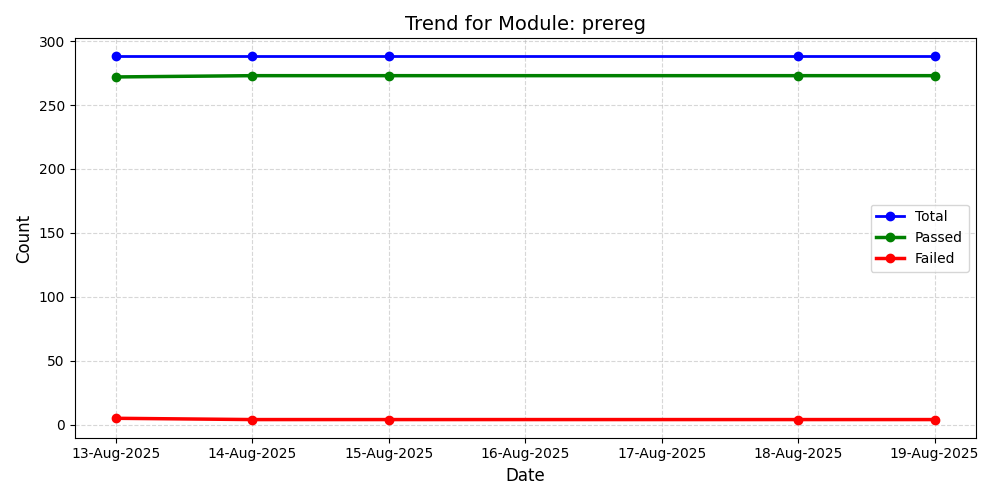 Trend for Module: prereg
Count
300
250
200
150
100
50
0
Total
Passed
Failed
13-Aug-2025 14-Aug-2025 15-Aug-2025 16-Aug-2025 17-Aug-2025 18-Aug-2025 19-Aug-2025
Date